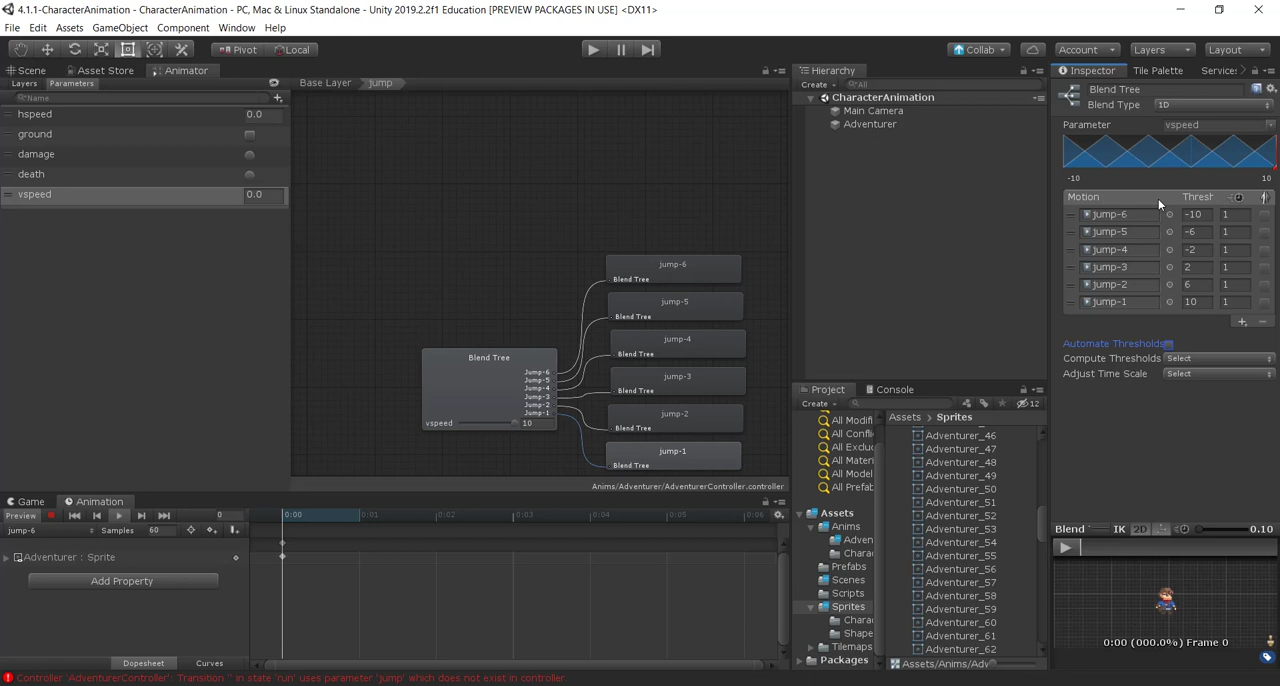 4.1.1-CharacterAnimation - CharacterAnimation - PC, Mac & Linux Standalone - Unity 2019.2.2f1 Education [PREVIEW PACKAGES IN USE] <DX11>
File Edit Assets GameObject Component Window Help
Pivot Local Collab Account Layers Layout
Scene Asset Store Animator
Layers Parameters
Name
hspeed 0.0
ground
damage
death
vspeed 0.0
Base Layer jump
Blend Tree
Jump-6
Jump-5
Jump-4
Jump-3
Jump-2
Jump-1
vspeed 10
jump-6
Blend Tree
jump-5
Blend Tree
jump-4
Blend Tree
jump-3
Blend Tree
jump-2
Blend Tree
jump-1
Blend Tree
Anims/Adventurer/AdventurerController.controller
Hierarchy
Create All
CharacterAnimation
Main Camera
Adventurer
Inspector Tile Palette Services
Blend Tree
Blend Type 1D
Parameter vspeed
-10 10
Motion Thresh
jump-6 -10 1
jump-5 -6 1
jump-4 -2 1
jump-3 2 1
jump-2 6 1
jump-1 10 1
Automate Thresholds
Compute Thresholds Select
Adjust Time Scale Select
Game Animation
Preview 0
jump-6 Samples 60
0:00 0:01 0:02 0:03 0:04 0:05 0:06
Adventurer : Sprite
Add Property
Dopesheet Curves
Project Console
Create 12
All Modifi
All Confli
All Exclu
All Mater
All Model
All Prefab
Assets
Anims
Adven
Chara
Prefabs
Scenes
Scripts
Sprites
Chara
Shape
Tilemaps
Packages
Assets > Sprites
Adventurer_46
Adventurer_47
Adventurer_48
Adventurer_49
Adventurer_50
Adventurer_51
Adventurer_52
Adventurer_53
Adventurer_54
Adventurer_55
Adventurer_56
Adventurer_57
Adventurer_58
Adventurer_59
Adventurer_60
Adventurer_61
Adventurer_62
Assets/Anims/Adv
Blend IK 2D 0.10
0:00 (000.0%) Frame 0
Controller 'AdventurerController': Transition '' in state 'run' uses parameter 'jump' which does not exist in controller.